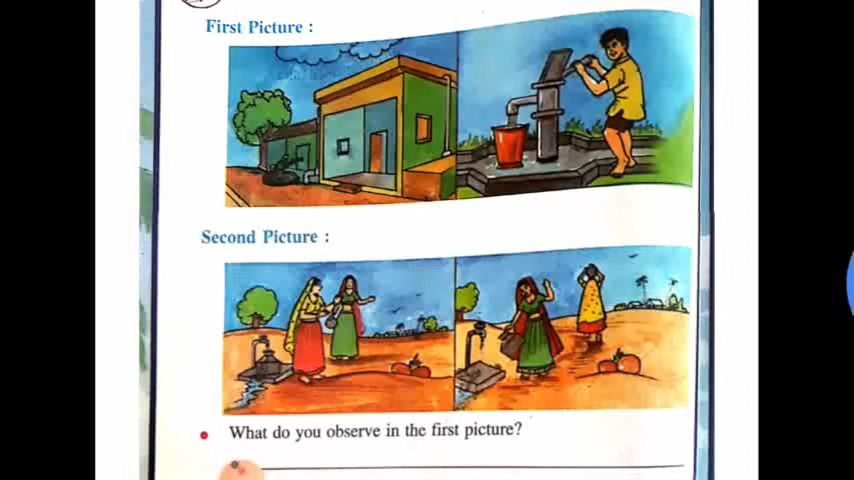 First Picture :
Second Picture :
What do you observe in the first picture?